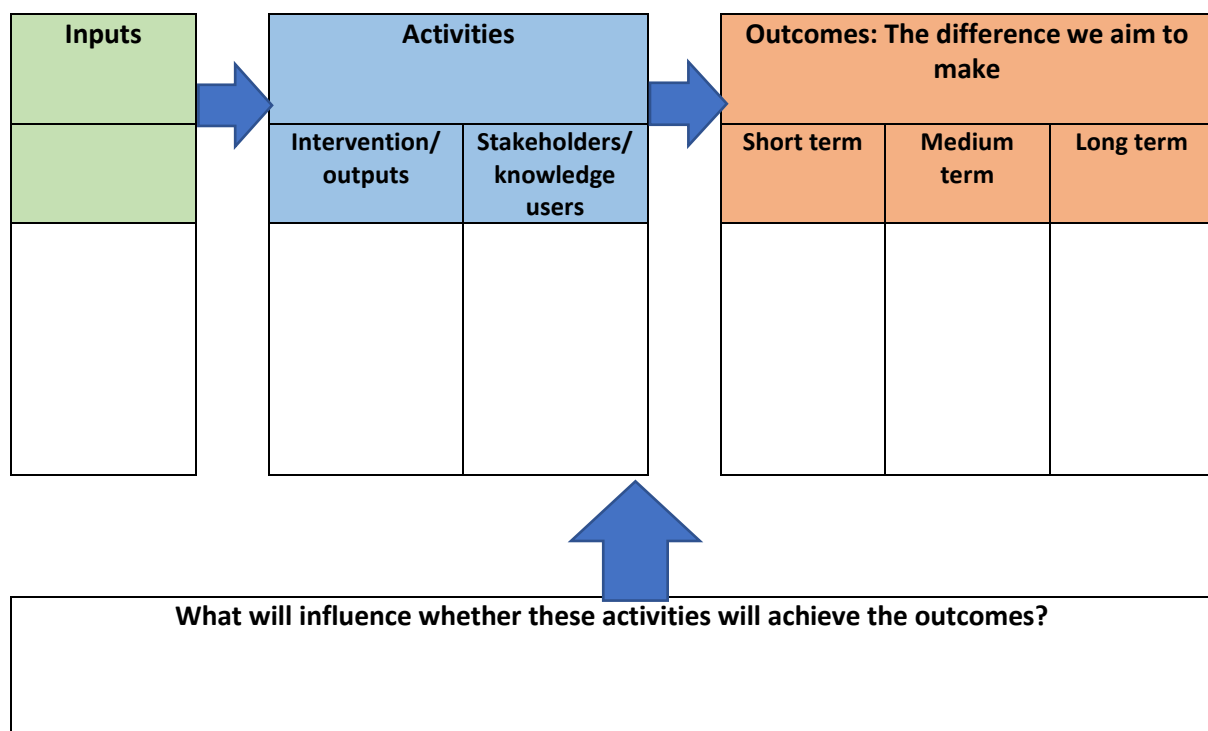 Inputs
Activities
Outcomes: The difference we aim to
make
Intervention/
outputs
Stakeholders/
knowledge
users
Short term
Medium
term
Long term
What will influence whether these activities will achieve the outcomes?